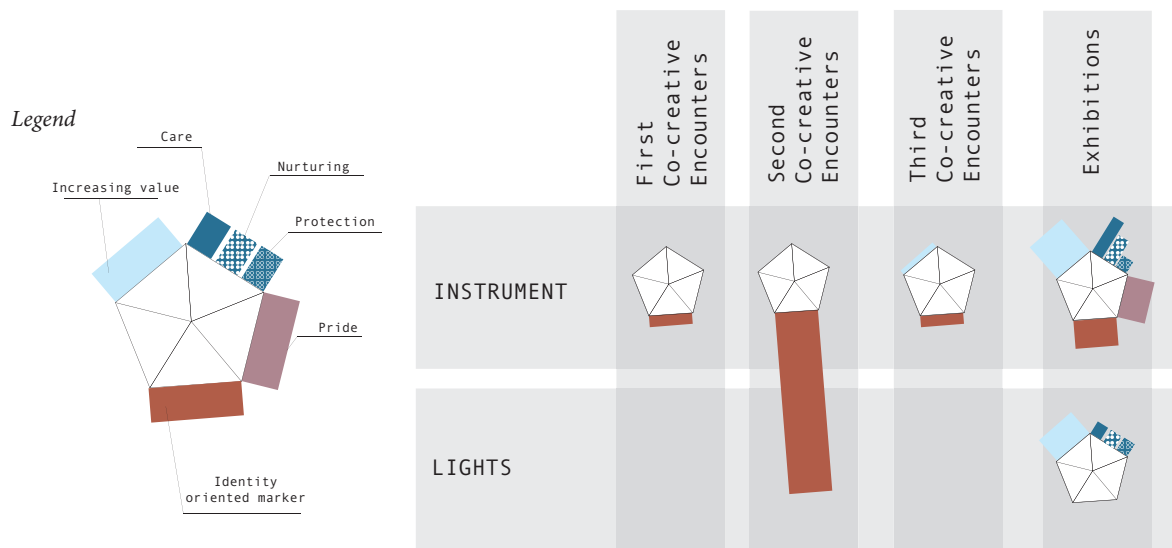 Legend
Care
Nurturing
Increasing value
Protection
Pride
Identity
oriented marker
First
Co-creative
Encounters
Second
Co-creative
Encounters
Third
Co-creative
Encounters
Exhibitions
INSTRUMENT
LIGHTS